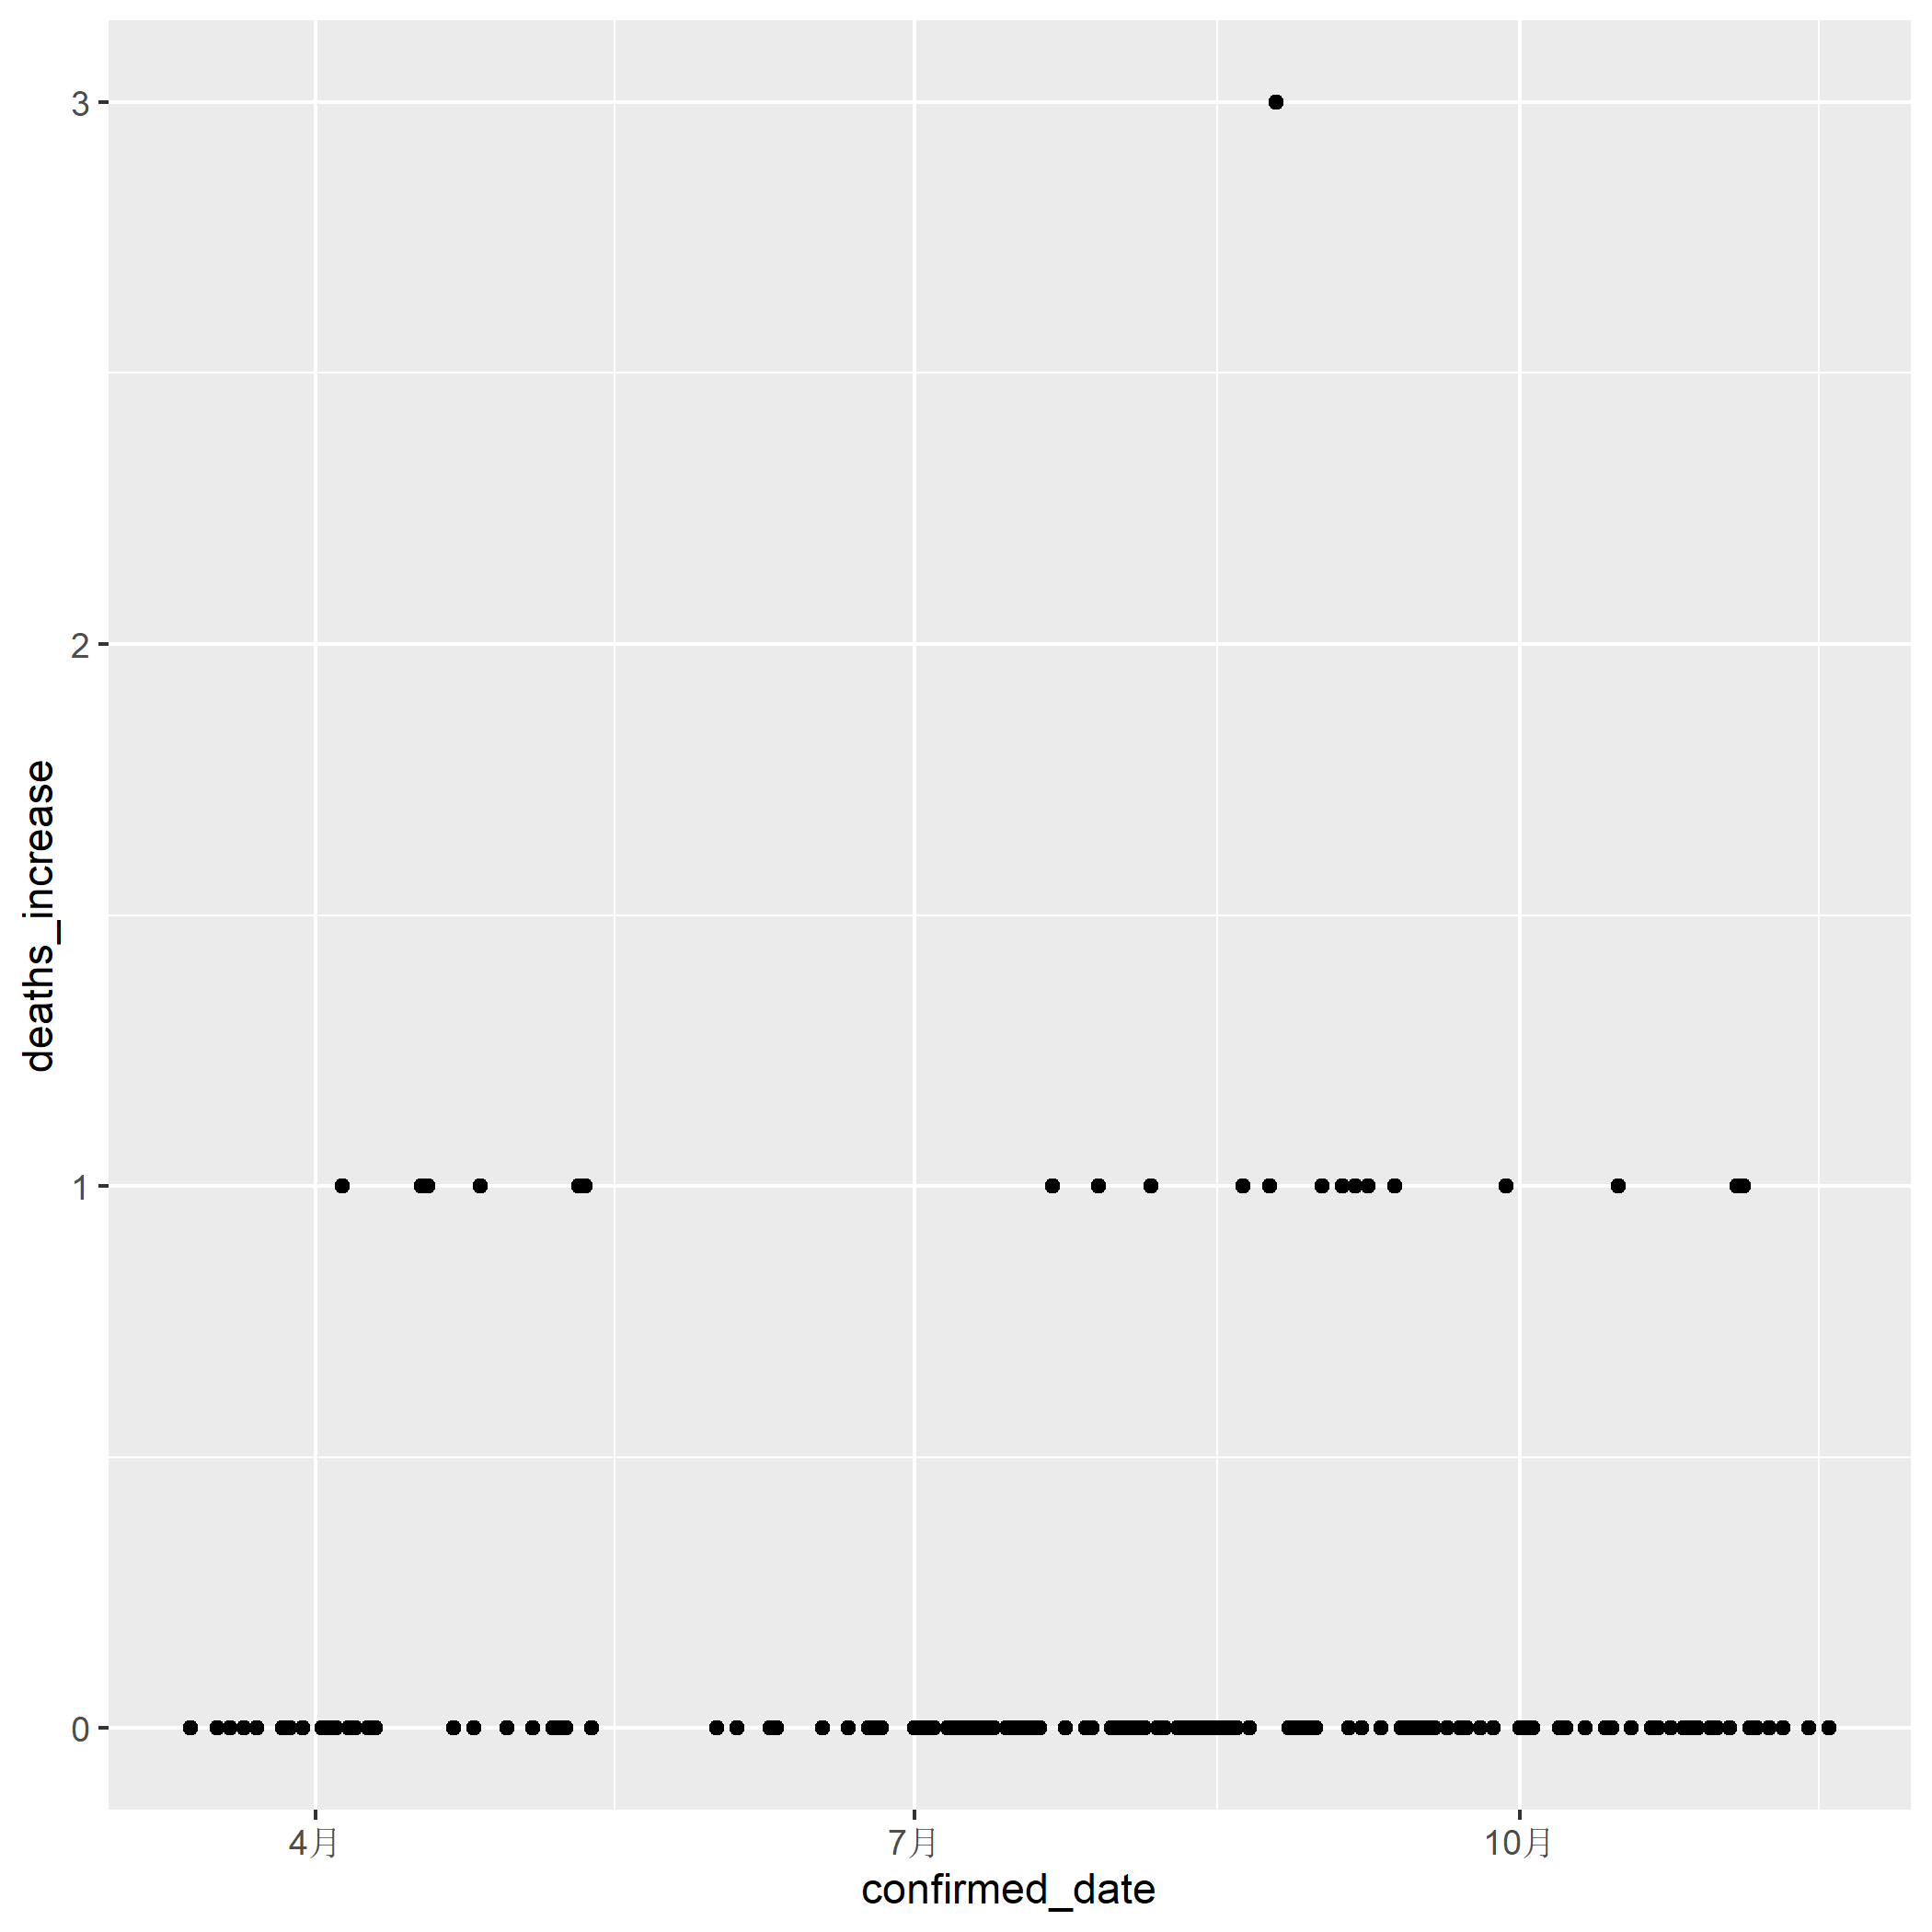 3
2
1
0
deaths_increase
4月
7月
10月
confirmed_date